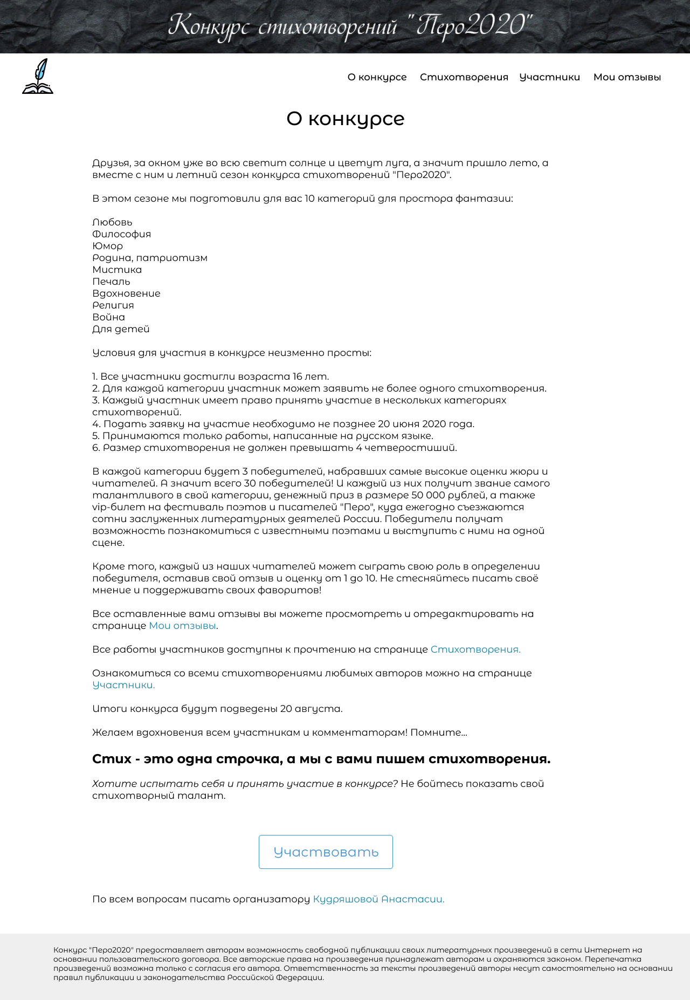 Конкурс стихотворений "Перо2020"
О конкурсе Стихотворения Участники Мои отзывы
О конкурсе
Друзья, за окном уже во всю светит солнце и цветут луга, а значит пришло лето, а
вместе с ним и летний сезон конкурса стихотворений "Перо2020".
В этом сезоне мы подготовили для вас 10 категорий для простора фантазии:
Любовь
Философия
Юмор
Родина, патриотизм
Мистика
Печаль
Вдохновение
Религия
Война
Для детей
Условия для участия в конкурсе неизменно просты:
1. Все участники достигли возраста 16 лет.
2. Для каждой категории участник может заявить не более одного стихотворения.
3. Каждый участник имеет право принять участие в нескольких категориях
стихотворений.
4. Подать заявку на участие необходимо не позднее 20 июня 2020 года.
5. Принимаются только работы, написанные на русском языке.
6. Размер стихотворения не должен превышать 4 четверостиший.
В каждой категории будет 3 победителей, набравших самые высокие оценки жюри и
читателей. А значит всего 30 победителей! И каждый из них получит звание самого
талантливого в свой категории, денежный приз в размере 50 000 рублей, а также
vip-билет на фестиваль поэтов и писателей "Перо", куда ежегодно съезжаются
сотни заслуженных литературных деятелей России. Победители получат
возможность познакомиться с известными поэтами и выступить с ними на одной
сцене.
Кроме того, каждый из наших читателей может сыграть свою роль в определении
победителя, оставив свой отзыв и оценку от 1 до 10. Не стесняйтесь писать своё
мнение и поддерживать своих фаворитов!
Все оставленные вами отзывы вы можете просмотреть и отредактировать на
странице Мои отзывы.
Все работы участников доступны к прочтению на странице Стихотворения.
Ознакомиться со всеми стихотворениями любимых авторов можно на странице
Участники.
Итоги конкурса будут подведены 20 августа.
Желаем вдохновения всем участникам и комментаторам! Помните...
Стих - это одна строчка, а мы с вами пишем стихотворения.
Хотите испытать себя и принять участие в конкурсе? Не бойтесь показать свой
стихотворный талант.
Участвовать
По всем вопросам писать организатору Кудряшовой Анастасии.
Конкурс "Перо2020" предоставляет авторам возможность свободной публикации своих литературных произведений в сети Интернет на
основании пользовательского договора. Все авторские права на произведения принадлежат авторам и охраняются законом. Перепечатка
произведений возможна только с согласия его автора. Ответственность за тексты произведений авторы несут самостоятельно на основании
правил публикации и законодательства Российской Федерации.